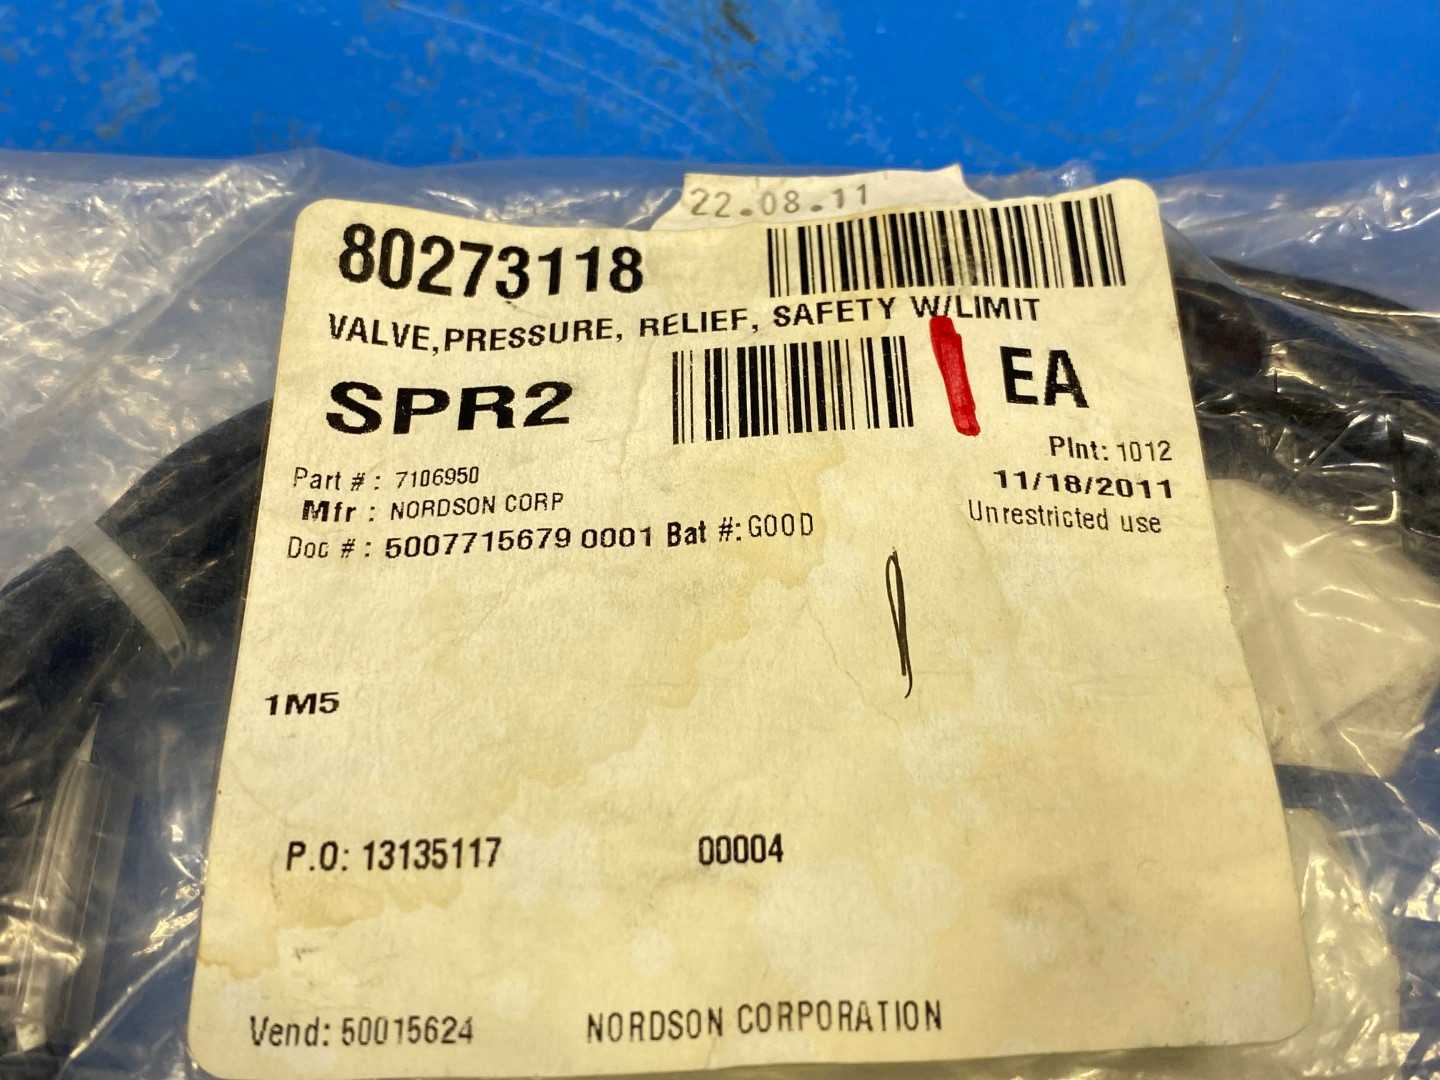 22.08.11
80273118
VALVE,PRESSURE, RELIEF, SAFETY W/LIMIT
SPR2
1 EA
Plnt: 1012
Part # : 7106950
11/18/2011
Mfr : NORDSON CORP
Unrestricted use
Doc # : 5007715679 0001 Bat #: GOOD
1M5
P.O: 13135117 00004
Vend: 50015624 NORDSON CORPORATION